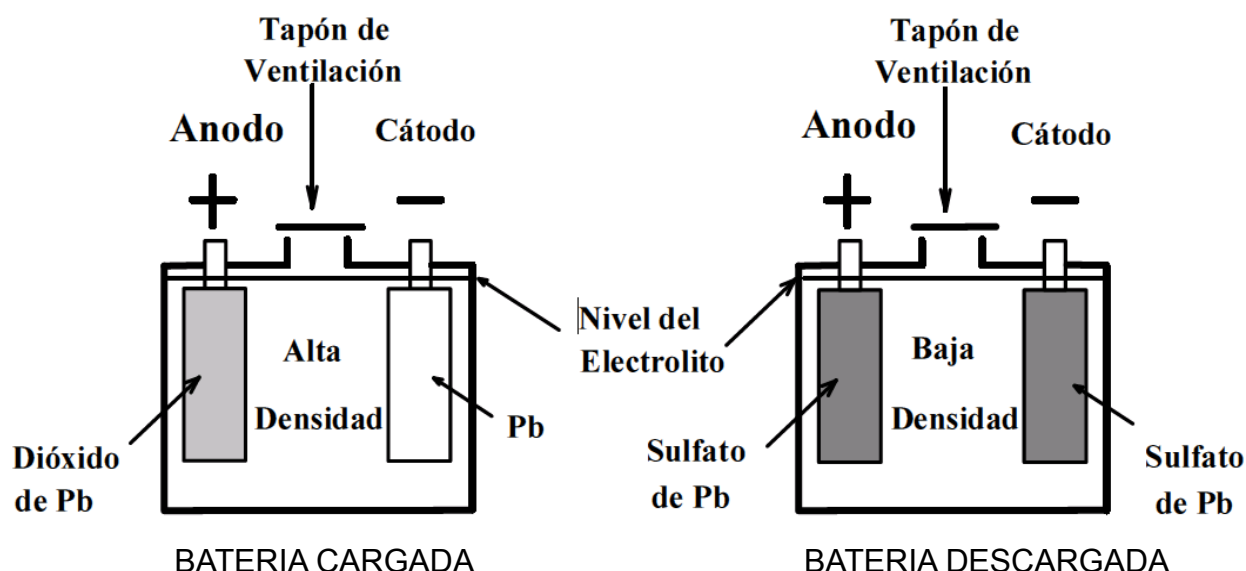 Tapón de
Ventilación
Anodo
Cátodo
+
−
Alta
Densidad
Dióxido
de Pb
Pb
BATERIA CARGADA
Nivel del
Electrolito
Tapón de
Ventilación
Anodo
Cátodo
+
−
Baja
Densidad
Sulfato
de Pb
Sulfato
de Pb
BATERIA DESCARGADA